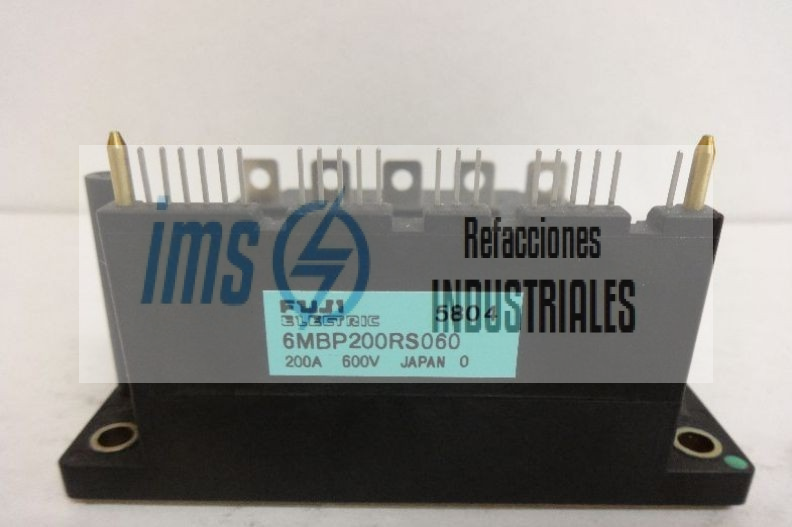 ims
Refacciones
INDUSTRIALES
FUJI
ELECTRIC
5804
6MBP200RS060
200A 600V JAPAN 0